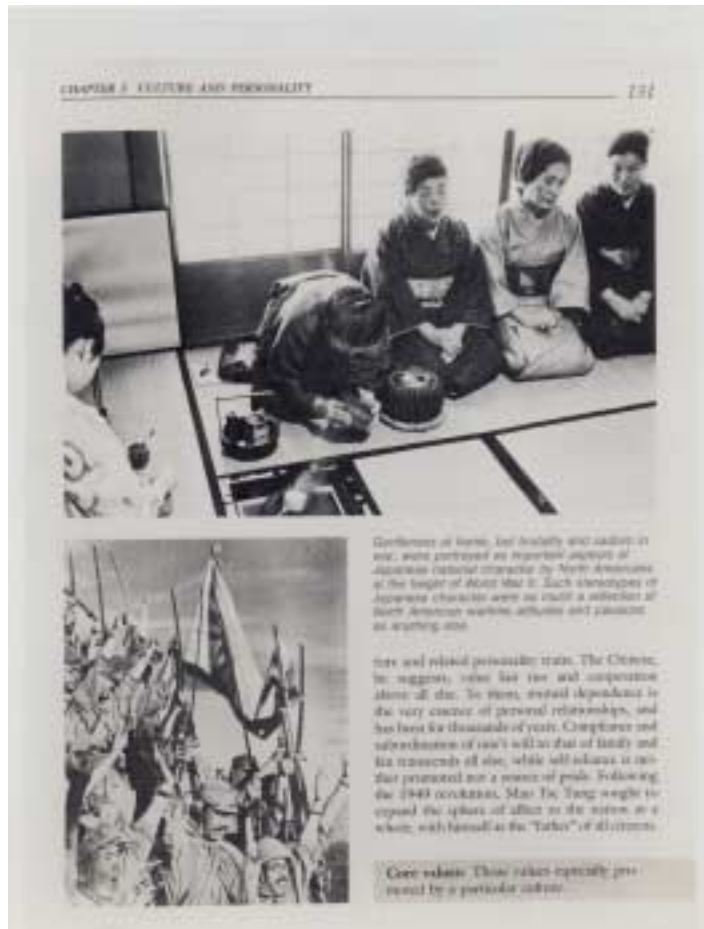 CHAPTER 5 CULTURE AND PERSONALITY 131
Gentleness at home, but brutality and sadism in
war, were portrayed as important aspects of
Japanese national character by North Americans
at the height of World War II. Such stereotypes of
Japanese character were as much a reflection of
North American wartime attitudes and passions
as anything else.
ture and related personality traits. The Chinese,
he suggests, value kin ties and cooperation
above all else. To them, mutual dependence is
the very essence of personal relationships, and
has been for thousands of years. Compliance and
subordination of one's will to that of family and
kin transcends all else, while self-reliance is nei-
ther promoted nor a source of pride. Following
the 1949 revolution, Mao Tse Tung sought to
expand the sphere of affect to the nation as a
whole, with himself as the "father" of all citizens.
Core values: Those values especially pro-
moted by a particular culture.